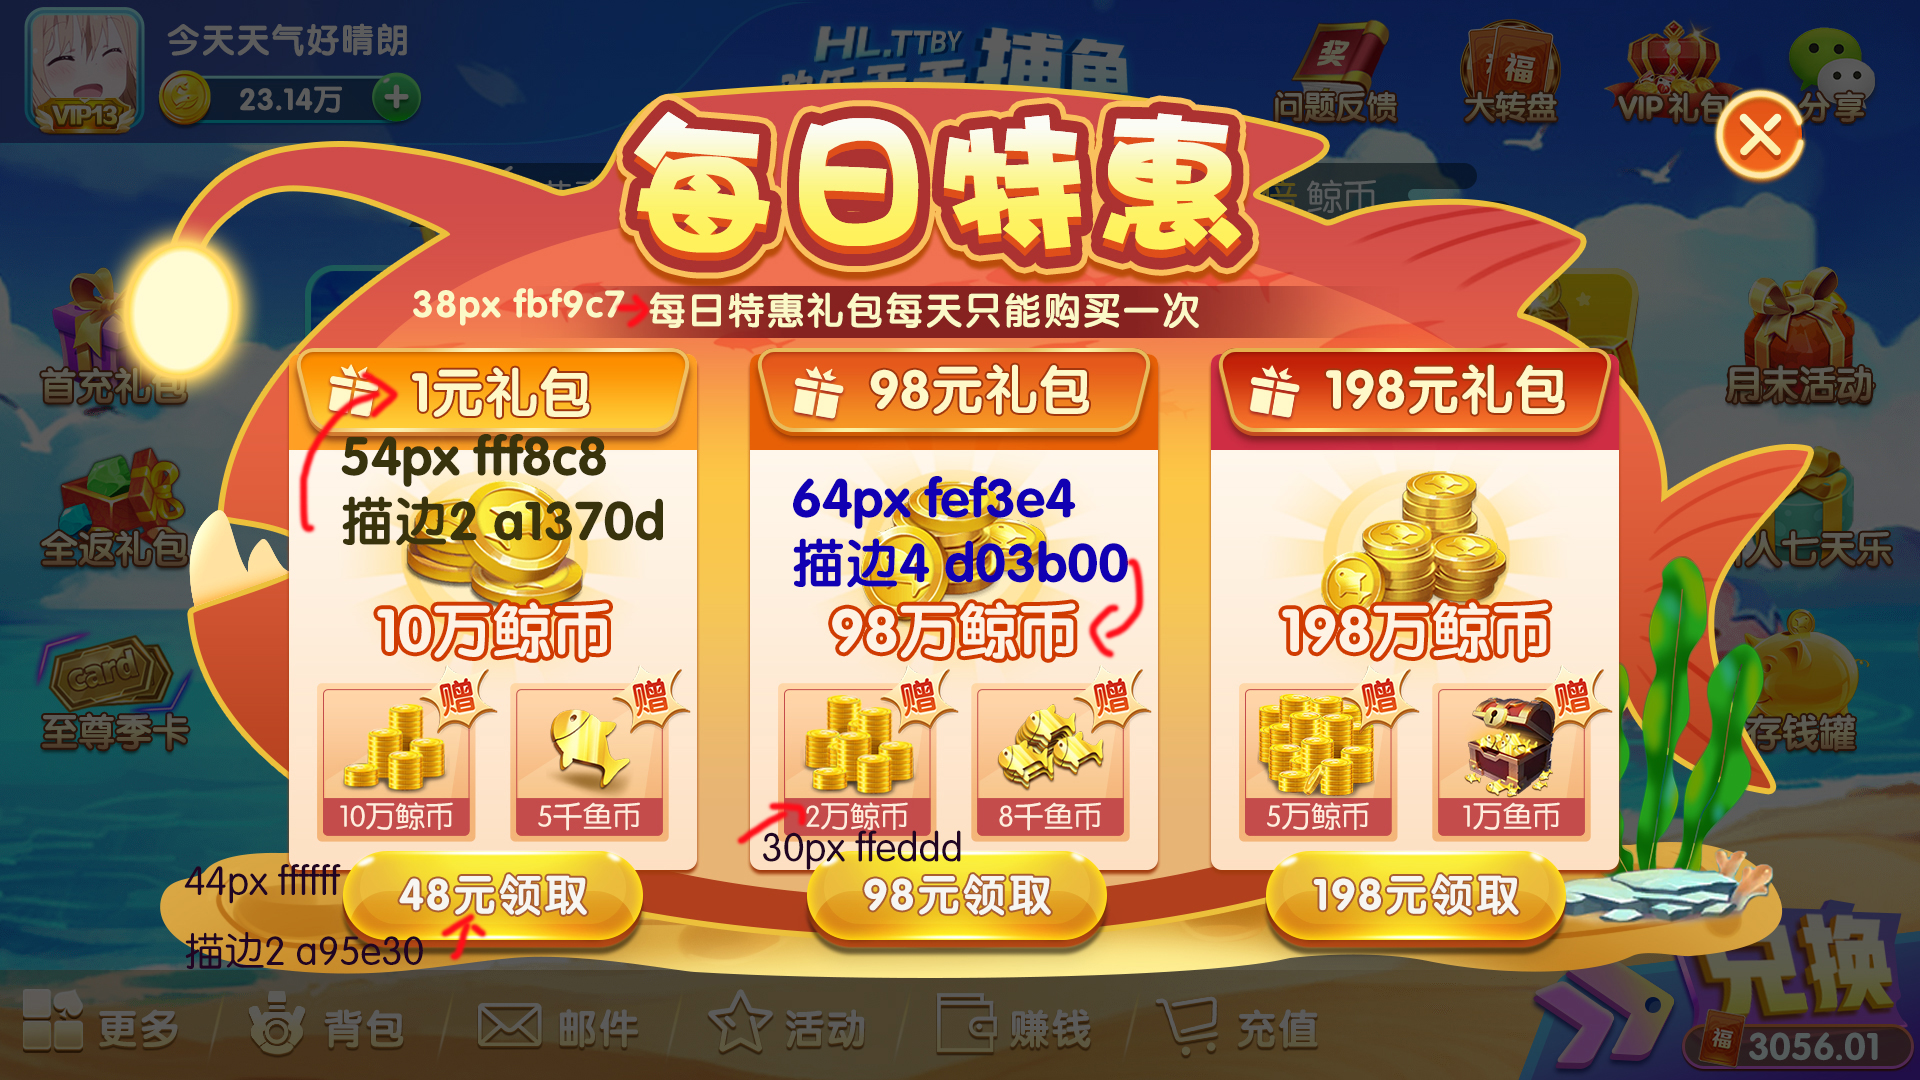 今天天气好晴朗
VIP13
23.14万
HL.TTBY
捕鱼
奖
问题反馈
福
大转盘
VIP礼包
分享
每日特惠
鲸币
38px fbf9c7
每日特惠礼包每天只能购买一次
首充礼包
全返礼包
card
至尊季卡
月末活动
人七天乐
存钱罐
1元礼包
54px fff8c8
描边2 a1370d
10万鲸币
赠
10万鲸币
赠
5千鱼币
44px ffffff
描边2 a95e30
48元领取
98元礼包
64px fef3e4
描边4 d03b00
98万鲸币
赠
2万鲸币
赠
8千鱼币
30px ffeddd
98元领取
198元礼包
198万鲸币
赠
5万鲸币
赠
1万鱼币
198元领取
更多
背包
邮件
活动
赚钱
充值
兑换
福
3056.01